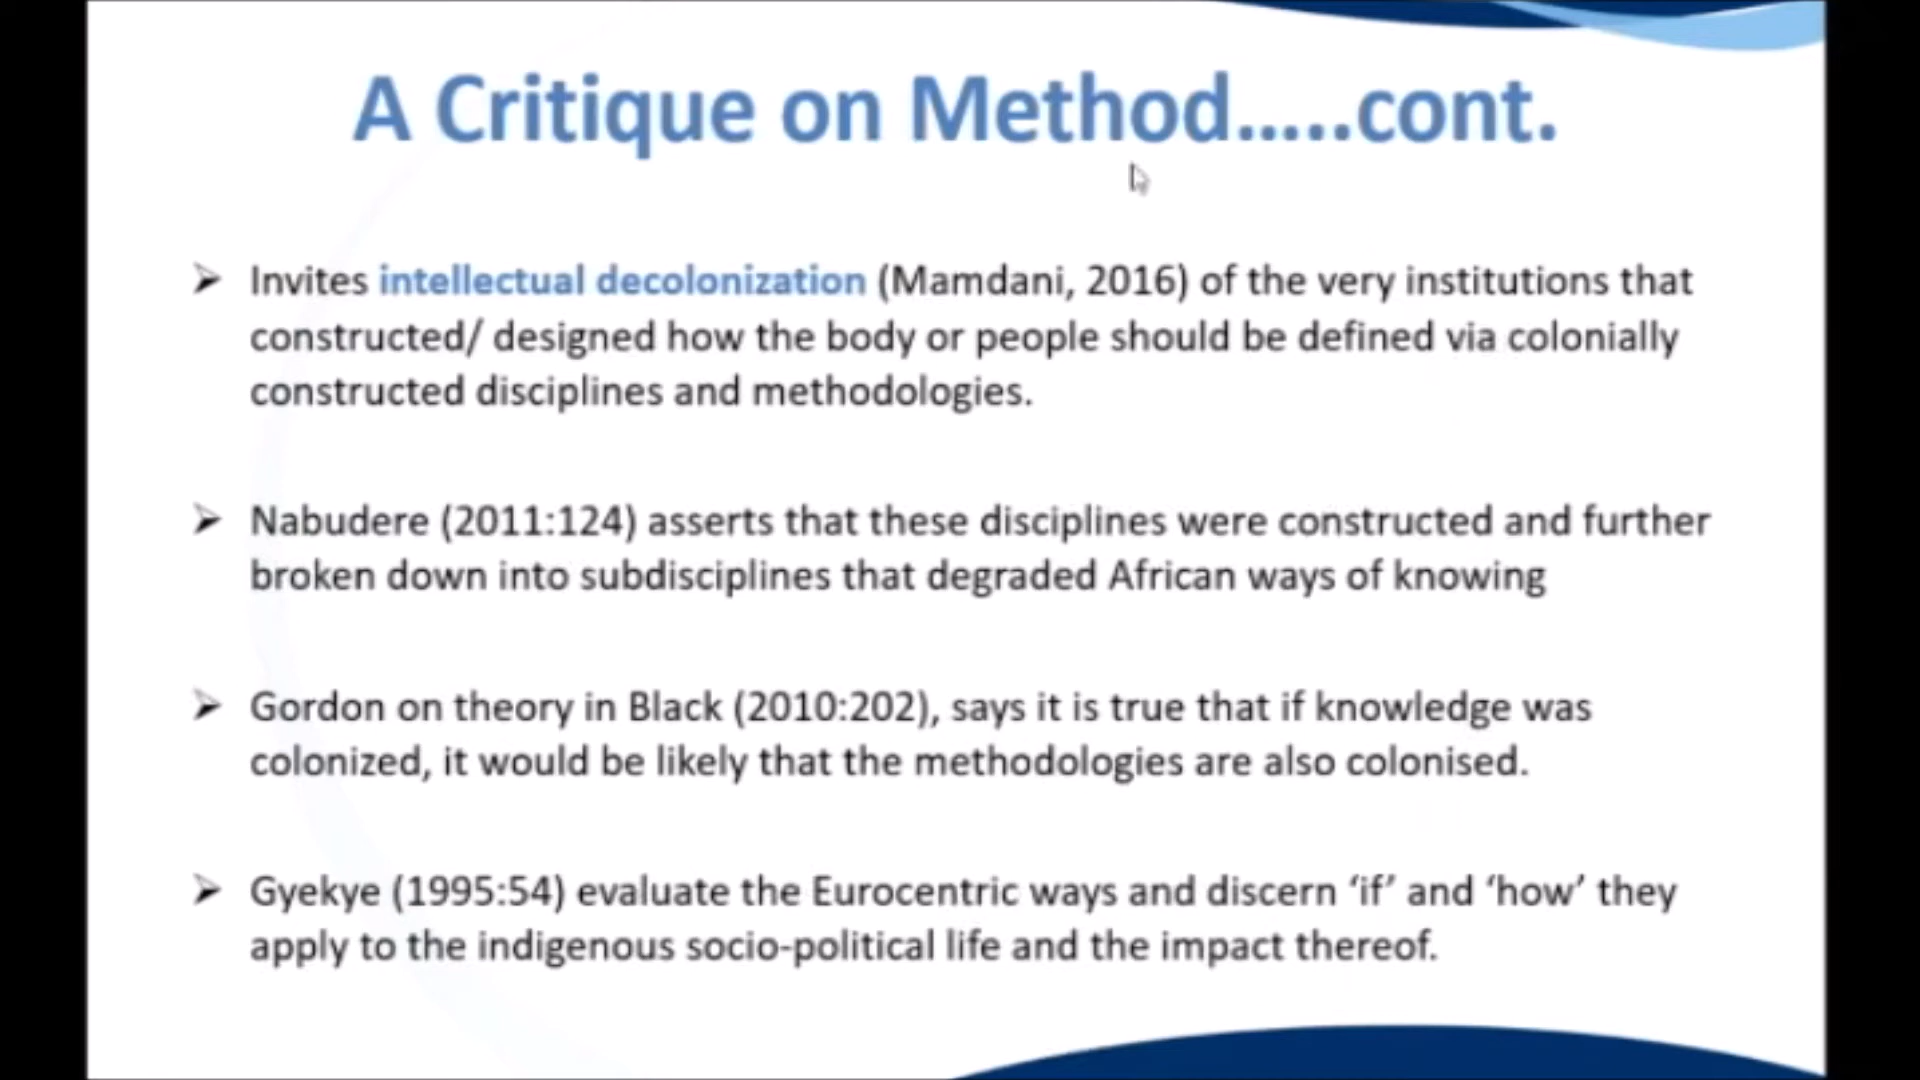 A Critique on Method.....cont.
➢ Invites intellectual decolonization (Mamdani, 2016) of the very institutions that
constructed/ designed how the body or people should be defined via colonially
constructed disciplines and methodologies.
➢ Nabudere (2011:124) asserts that these disciplines were constructed and further
broken down into subdisciplines that degraded African ways of knowing
➢ Gordon on theory in Black (2010:202), says it is true that if knowledge was
colonized, it would be likely that the methodologies are also colonised.
➢ Gyekye (1995:54) evaluate the Eurocentric ways and discern ‘if’ and ‘how’ they
apply to the indigenous socio-political life and the impact thereof.